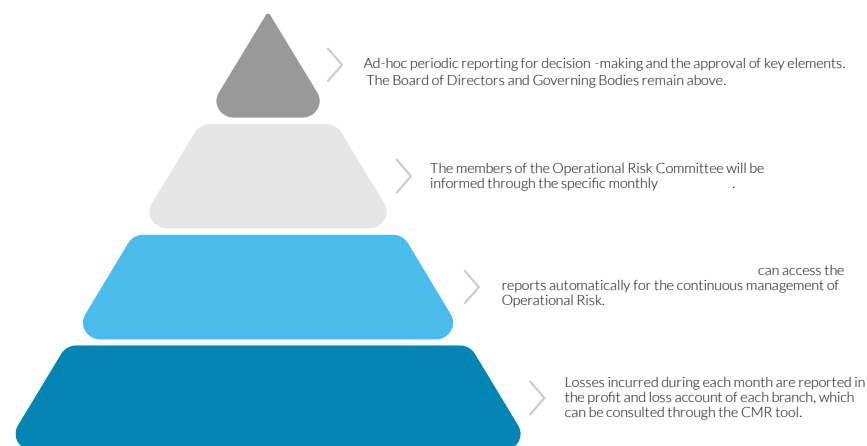 Ad-hoc periodic reporting for decision -making and the approval of key elements.
The Board of Directors and Governing Bodies remain above.
The members of the Operational Risk Committee will be
informed through the specific monthly .
can access the
reports automatically for the continuous management of
Operational Risk.
Losses incurred during each month are reported in
the profit and loss account of each branch, which
can be consulted through the CMR tool.